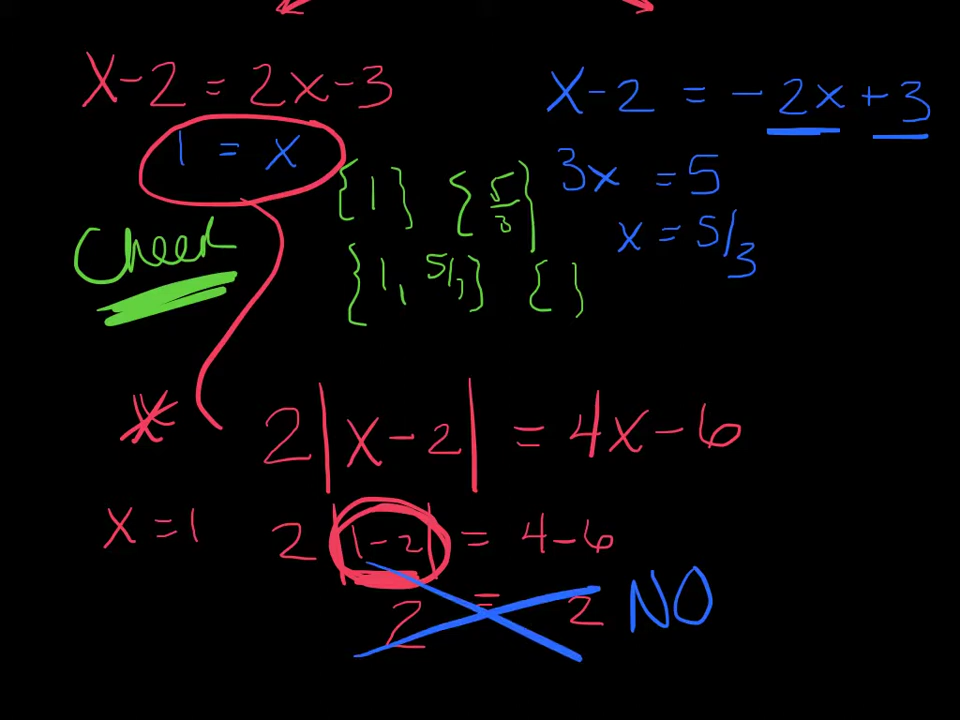 x-2 = 2x-3
1 = x
Check
{1} {5/3}
{1, 5/3} { }
x-2 = -2x+3
3x = 5
x = 5/3
* 2|x-2| = 4x-6
x=1 2|1-2| = 4-6
2 = -2 NO